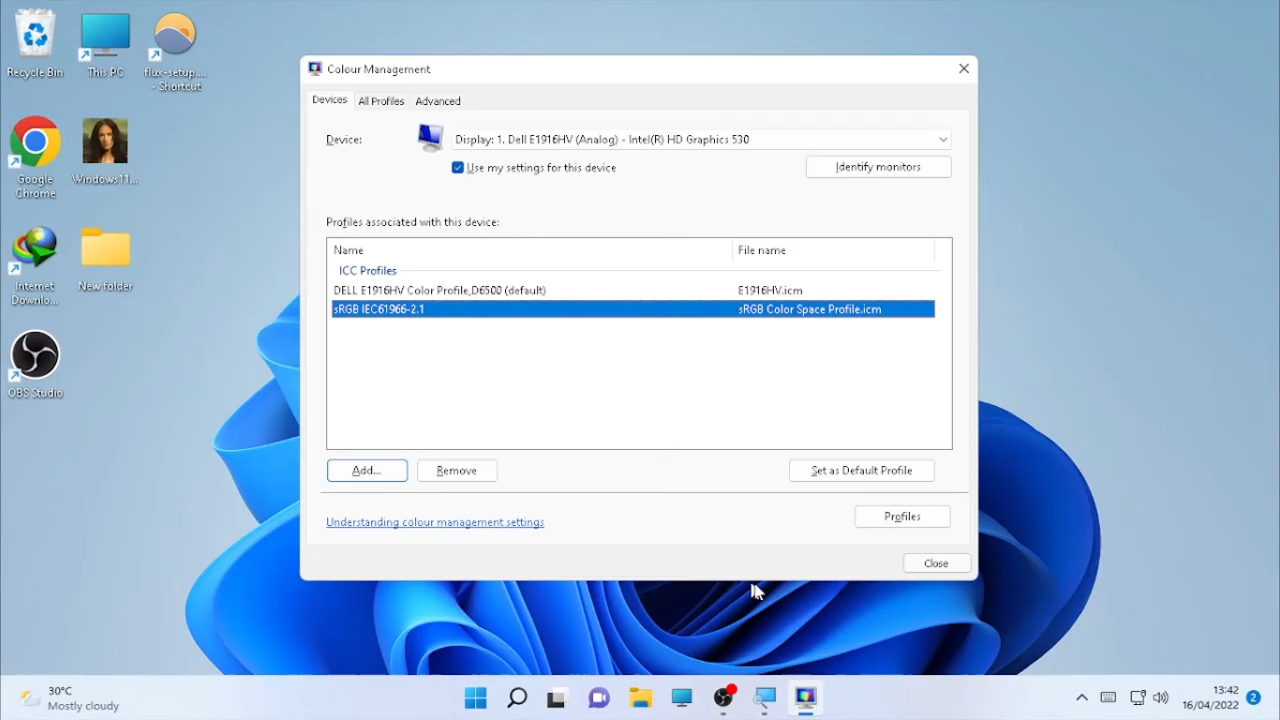 Colour Management
Devices
All Profiles
Advanced
Device:
Display: 1. Dell E1916HV (Analog) - Intel(R) HD Graphics 530
Use my settings for this device
Identify monitors
Profiles associated with this device:
Name
File name
ICC Profiles
DELL E1916HV Color Profile,D6500 (default)
E1916HV.icm
sRGB IEC61966-2.1
sRGB Color Space Profile.icm
Add...
Remove
Set as Default Profile
Understanding colour management settings
Profiles
Close
Recycle Bin
This PC
flux-setup....
- Shortcut
Google
Chrome
Windows11...
Internet
Downlo...
New folder
OBS Studio
30°C
Mostly cloudy
13:42
16/04/2022
2